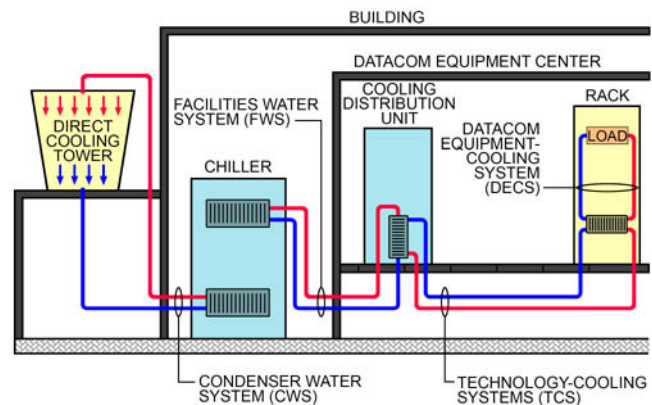 BUILDING
DATACOM EQUIPMENT CENTER
COOLING
DISTRIBUTION
UNIT
RACK
FACILITIES WATER
SYSTEM (FWS)
DIRECT
COOLING
TOWER
LOAD
DATACOM
EQUIPMENT-
COOLING
SYSTEM
(DECS)
CHILLER
CONDENSER WATER
SYSTEM (CWS)
TECHNOLOGY-COOLING
SYSTEMS (TCS)